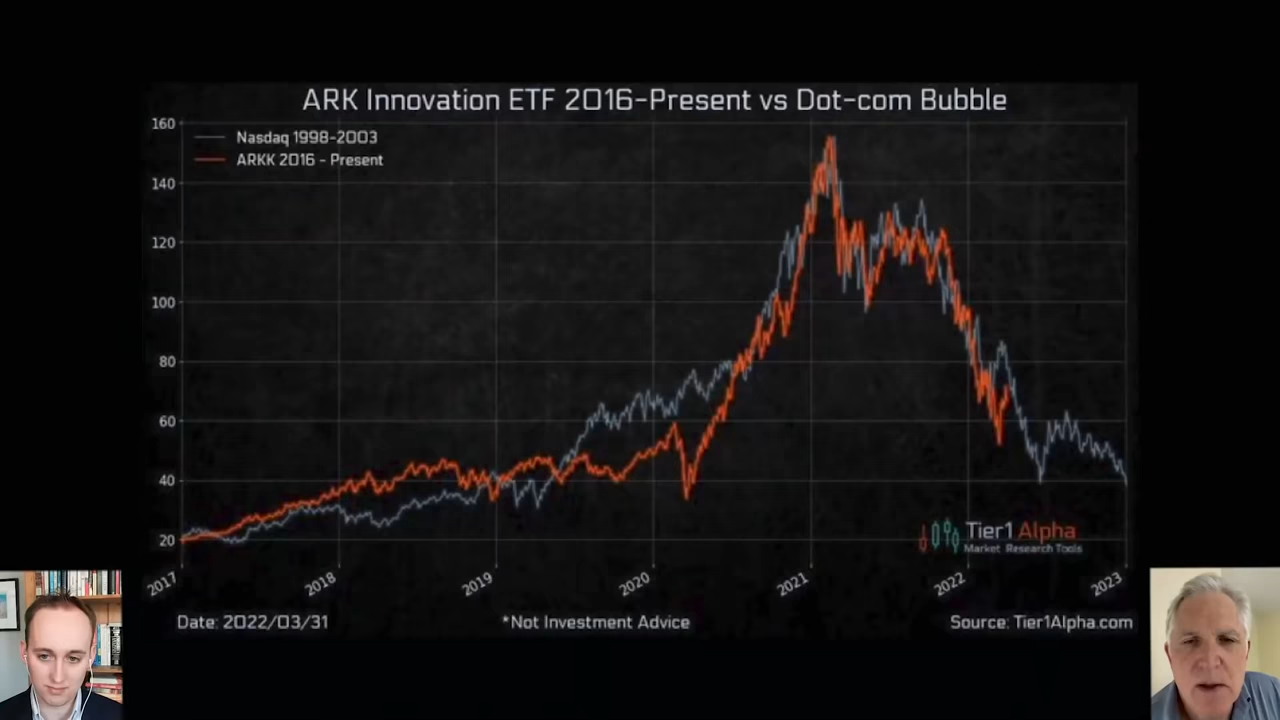 ARK Innovation ETF 2016-Present vs Dot-com Bubble
Nasdaq 1998-2003
ARKK 2016 - Present
160
140
120
100
80
60
40
20
2017
2018
2019
2020
2021
2022
2023
Tier1 Alpha
Market Research Tools
Date: 2022/03/31
*Not Investment Advice
Source: Tier1Alpha.com